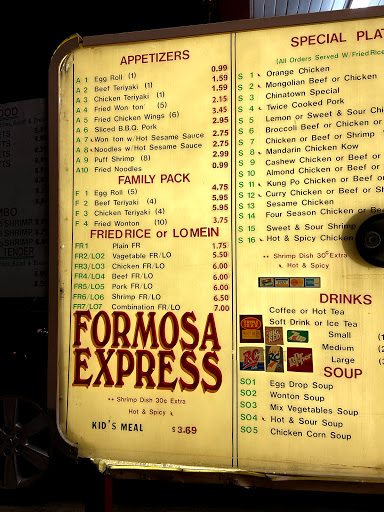 APPETIZERS
A 1 Egg Roll (1) 0.99
A 2 Beef Teriyaki (1) 1.59
A 3 Chicken Teriyaki (1) 1.59
A 4 Fried Won ton (5) 2.15
A 5 Fried Chicken Wings (6) 3.45
A 6 Sliced B.B.Q. Pork 2.95
A 7 Won ton w/Hot Sesame Sauce 2.75
A 8 Noodles w/Hot Sesame Sauce 2.75
A 9 Puff Shrimp (8) 2.99
A10 Fried Noodles 0.99
FAMILY PACK
F 1 Egg Roll (5) 4.75
F 2 Beef Teriyaki (4) 5.95
F 3 Chicken Teriyaki (4) 5.95
F 4 Fried Wonton (10) 3.75
FRIED RICE or LO MEIN
FR1 Plain FR 1.75
FR2/LO2 Vagetable FR/LO 5.50
FR3/LO3 Chicken FR/LO 6.00
FR4/LO4 Beef FR/LO 6.00
FR5/LO5 Pork FR/LO 6.00
FR6/LO6 Shrimp FR/LO 6.50
FR7/LO7 Combination FR/LO 7.00
FORMOSA
EXPRESS
** Shrimp Dish 30¢ Extra
Hot & Spicy
KID'S MEAL $3.69
SPECIAL PLA
(All Orders Served W/Fried Rice
S 1 Orange Chicken
S 2 Mongolian Beef or Chicken
S 3 Chinatown Special
S 4 Twice Cooked Pork
S 5 Lemon or Sweet & Sour Chi
S 6 Broccoli Beef or Chicken or
S 7 Chicken or Beef or Shrimp
S 8 Mandarin Chicken Kow
S 9 Cashew Chicken or Beef or
S 10 Almond Chicken or Beef or
S 11 Kung Po Chicken or Beef or
S 12 Curry Chicken or Beef or Sh
S 13 Sesame Chicken
S 14 Four Season Chicken or Be
S 15 Sweet & Sour Shrimp
S 16 Hot & Spicy Chicken
** Shrimp Dish 30¢ Extra
Hot & Spicy
DRINKS
Coffee or Hot Tea
Soft Drink or Ice Tea
Small
Medium
Large
SOUP
SO1 Egg Drop Soup
SO2 Wonton Soup
SO3 Mix Vagetables Soup
SO4 Hot & Sour Soup
SO5 Chicken Corn Soup